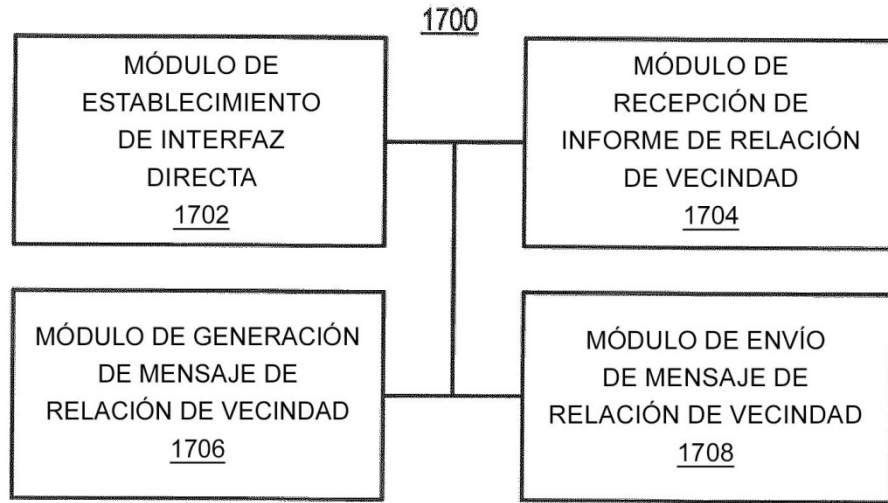 1700
MÓDULO DE
ESTABLECIMIENTO
DE INTERFAZ
DIRECTA
1702
MÓDULO DE
RECEPCIÓN DE
INFORME DE RELACIÓN
DE VECINDAD
1704
MÓDULO DE GENERACIÓN
DE MENSAJE DE
RELACIÓN DE VECINDAD
1706
MÓDULO DE ENVÍO
DE MENSAJE DE
RELACIÓN DE VECINDAD
1708